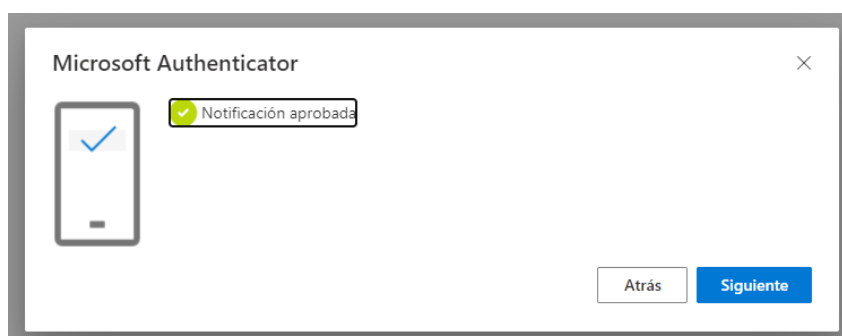 Microsoft Authenticator
Notificación aprobada
Atrás
Siguiente